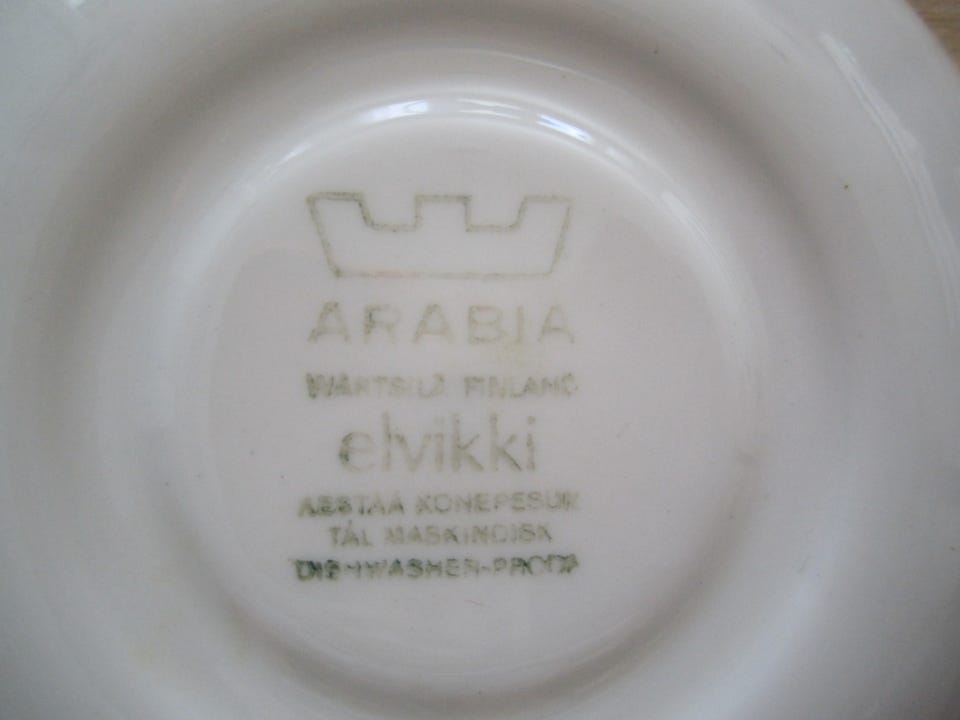 ARABIA
WÄRTSILÄ FINLAND
elvikki
KESTÄÄ KONEPESUN
TÅL MASKINDISK
DISHWASHER-PROOF